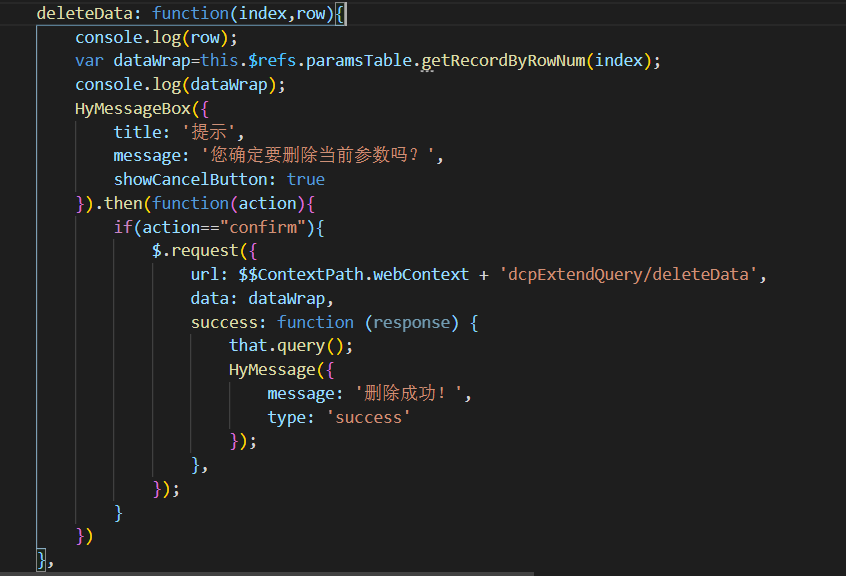 deleteData: function(index,row){
console.log(row);
var dataWrap=this.$refs.paramsTable.getRecordByRowNum(index);
console.log(dataWrap);
HyMessageBox({
title: '提示',
message: '您确定要删除当前参数吗？',
showCancelButton: true
}).then(function(action){
if(action=="confirm"){
$.request({
url: $$ContextPath.webContext + 'dcpExtendQuery/deleteData',
data: dataWrap,
success: function (response) {
that.query();
HyMessage({
message: '删除成功！',
type: 'success'
});
},
});
}
})
},